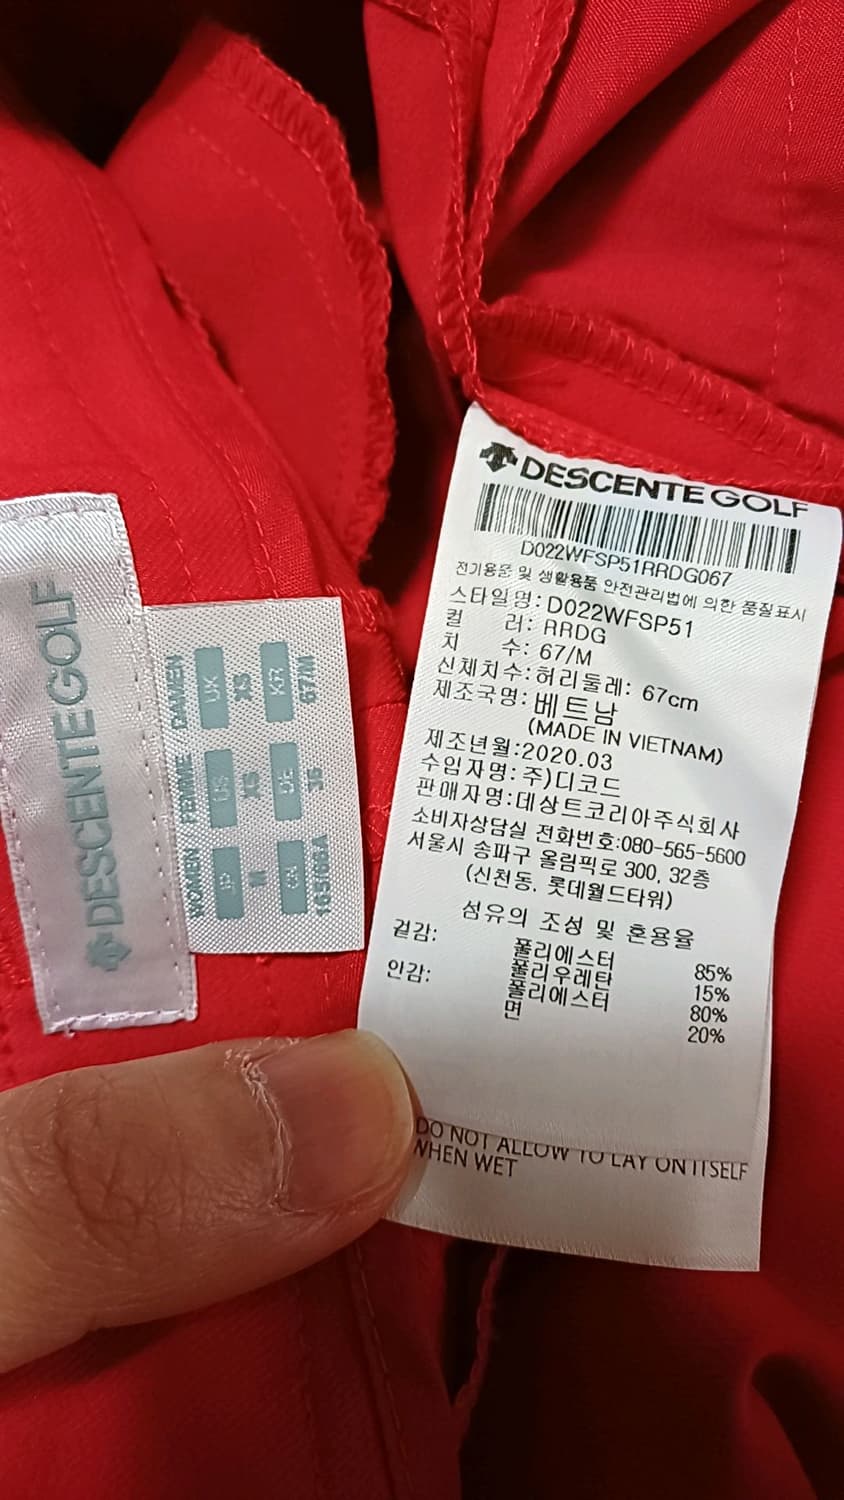 DESCENTE GOLF
WOMEN / FEMME DAMEN
JP US UK
M XS XS
CN DE KR
165/66A 36 67/M
DESCENTE GOLF
D022WFSP51RRDG067
전기용품 및 생활용품 안전관리법에 의한 품질표시
스타일명: D022WFSP51
컬 러: RRDG
치 수: 67/M
신체치수: 허리둘레: 67cm
제조국명: 베트남
(MADE IN VIETNAM)
제조년월:2020.03
수입자명: 주)디코드
판매자명: 데상트코리아주식회사
소비자상담실 전화번호:080-565-5600
서울시 송파구 올림픽로 300, 32층
(신천동, 롯데월드타워)
섬유의 조성 및 혼용율
겉감: 폴리에스터 85%
폴리우레탄 15%
안감: 폴리에스터 80%
면 20%
DO NOT ALLOW TO LAY ON ITSELF
WHEN WET